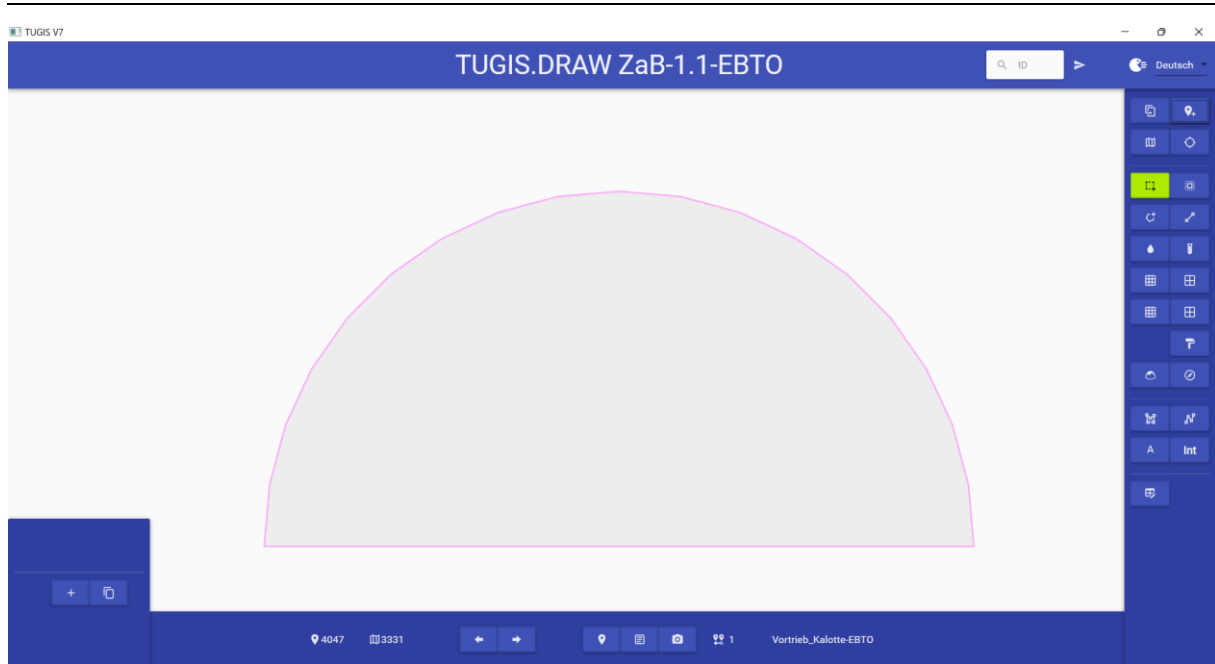 TUGIS V7
TUGIS.DRAW ZaB-1.1-EBTO
ID
Deutsch
A
Int
4047
3331
1
Vortrieb_Kalotte-EBTO